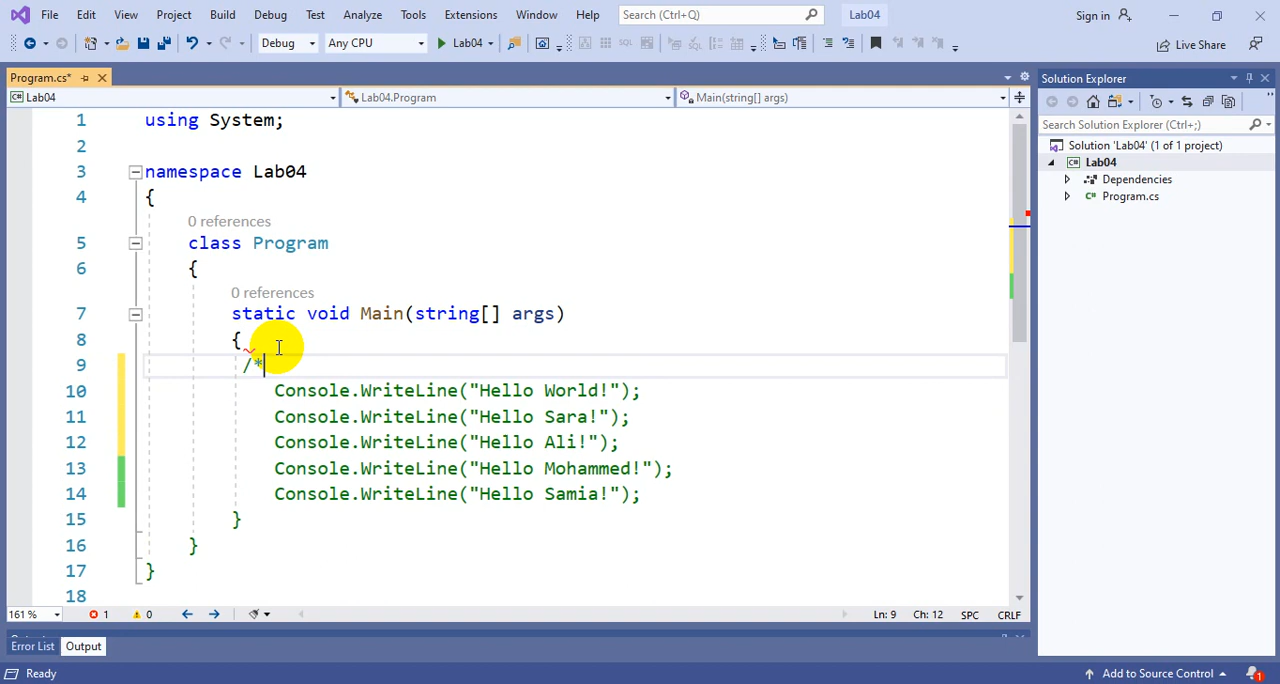 File Edit View Project Build Debug Test Analyze Tools Extensions Window Help Search (Ctrl+Q) Lab04 Sign in
Debug Any CPU Lab04 Live Share
Program.cs*
Solution Explorer
Lab04 Lab04.Program Main(string[] args)
Search Solution Explorer (Ctrl+;)
Solution 'Lab04' (1 of 1 project)
Lab04
Dependencies
Program.cs
1 using System;
2
3 namespace Lab04
4 {
0 references
5 class Program
6 {
0 references
7 static void Main(string[] args)
8 {
9 /*
10 Console.WriteLine("Hello World!");
11 Console.WriteLine("Hello Sara!");
12 Console.WriteLine("Hello Ali!");
13 Console.WriteLine("Hello Mohammed!");
14 Console.WriteLine("Hello Samia!");
15 }
16 }
17 }
18
161 % 1 0 Ln: 9 Ch: 12 SPC CRLF
Error List Output
Ready Add to Source Control 1